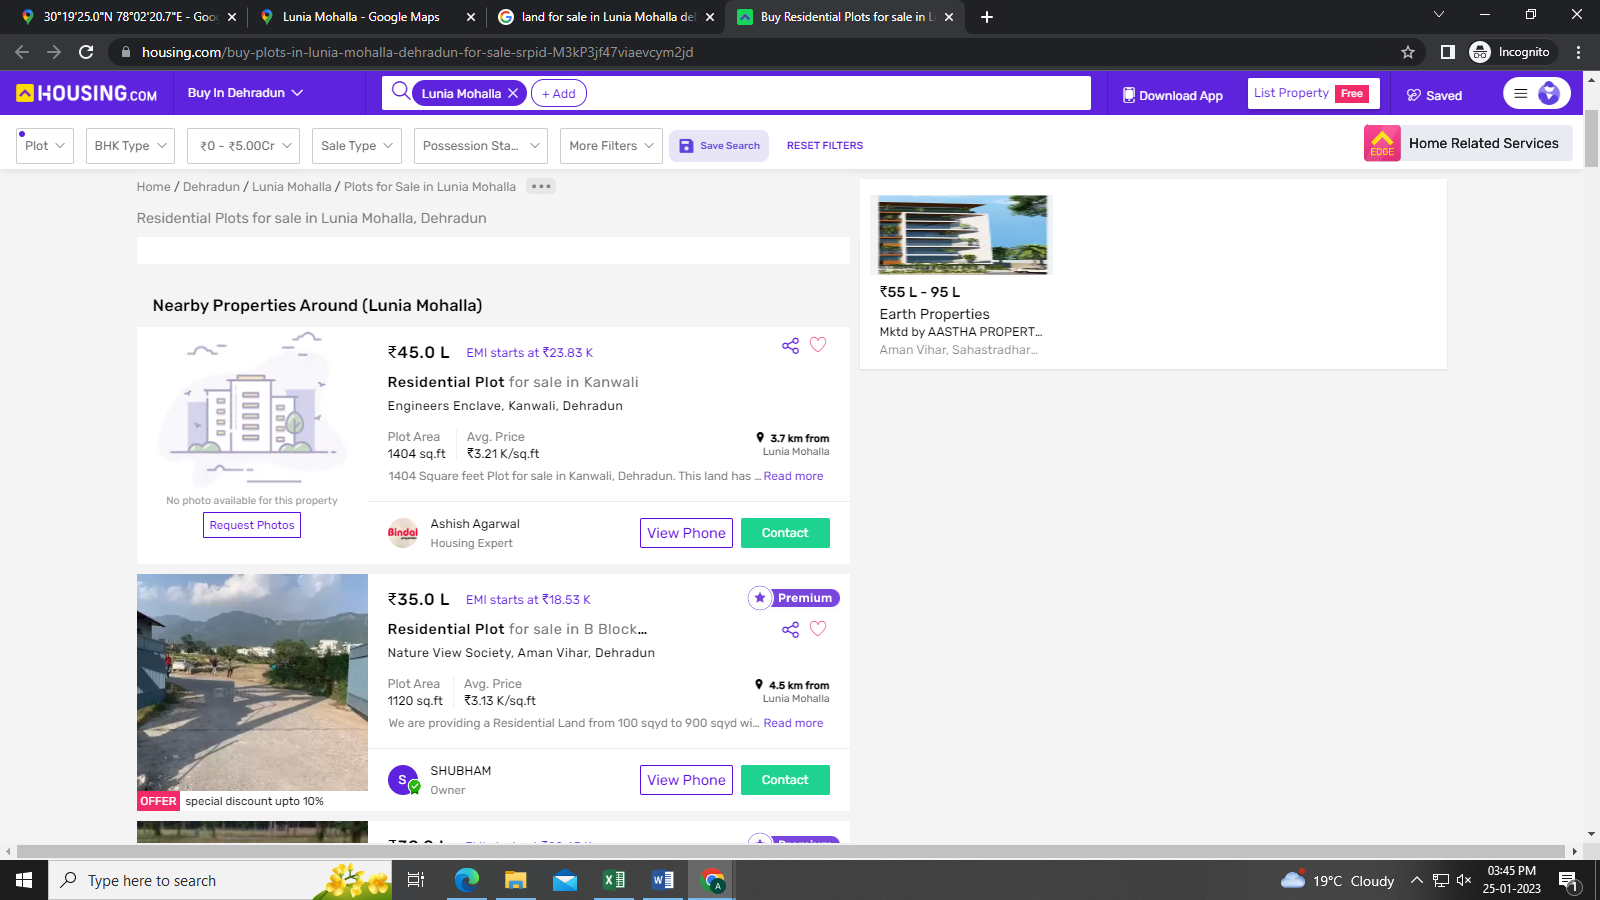 30°19'25.0"N 78°02'20.7"E - Goog
Lunia Mohalla - Google Maps
land for sale in Lunia Mohalla de
Buy Residential Plots for sale in L
housing.com/buy-plots-in-lunia-mohalla-dehradun-for-sale-srpid-M3kP3jf47viaevcym2jd
Incognito
HOUSING.COM
Buy In Dehradun
Lunia Mohalla
+ Add
Download App
List Property Free
Saved
Plot
BHK Type
₹0 - ₹5.00Cr
Sale Type
Possession Sta...
More Filters
Save Search
RESET FILTERS
EDGE
Home Related Services
Home / Dehradun / Lunia Mohalla / Plots for Sale in Lunia Mohalla
Residential Plots for sale in Lunia Mohalla, Dehradun
₹55 L - 95 L
Earth Properties
Mktd by AASTHA PROPERT...
Aman Vihar, Sahastradhar...
Nearby Properties Around (Lunia Mohalla)
₹45.0 L EMI starts at ₹23.83 K
Residential Plot for sale in Kanwali
Engineers Enclave, Kanwali, Dehradun
Plot Area Avg. Price
1404 sq.ft ₹3.21 K/sq.ft
3.7 km from
Lunia Mohalla
1404 Square feet Plot for sale in Kanwali, Dehradun. This land has ... Read more
No photo available for this property
Request Photos
Bindal
Ashish Agarwal
Housing Expert
View Phone
Contact
₹35.0 L EMI starts at ₹18.53 K
Premium
Residential Plot for sale in B Block...
Nature View Society, Aman Vihar, Dehradun
Plot Area Avg. Price
1120 sq.ft ₹3.13 K/sq.ft
4.5 km from
Lunia Mohalla
We are providing a Residential Land from 100 sqyd to 900 sqyd wi... Read more
S
SHUBHAM
Owner
View Phone
Contact
OFFER special discount upto 10%
Type here to search
19°C Cloudy
03:45 PM
25-01-2023
1